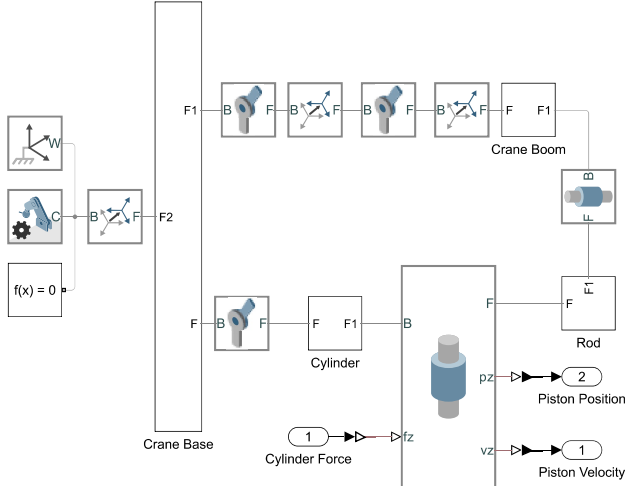 F1 B F B F B F B F F F1
Crane Boom
W
B
C B F F2
F
f(x) = 0
F1
F B F F F1 B F F
Cylinder
Rod
pz 2
Piston Position
Crane Base
1 fz vz 1
Cylinder Force
Piston Velocity